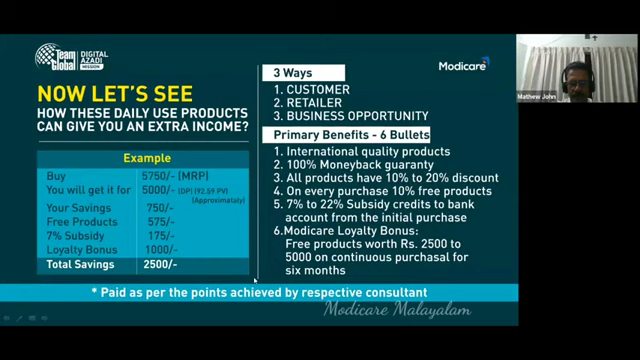 Team Global
DIGITAL
AZADI
MISSION
Modicare
Mathew John
NOW LET'S SEE
HOW THESE DAILY USE PRODUCTS
CAN GIVE YOU AN EXTRA INCOME?
Example
Buy 5750/- (MRP)
You will get it for 5000/- (DP) (92.59 PV)
(Approximataly)
Your Savings 750/-
Free Products 575/-
7% Subsidy 175/-
Loyalty Bonus 1000/-
Total Savings 2500/-
3 Ways
1. CUSTOMER
2. RETAILER
3. BUSINESS OPPORTUNITY
Primary Benefits - 6 Bullets
1. International quality products
2. 100% Moneyback guaranty
3. All products have 10% to 20% discount
4. On every purchase 10% free products
5. 7% to 22% Subsidy credits to bank
account from the initial purchase
6.Modicare Loyalty Bonus:
Free products worth Rs. 2500 to
5000 on continuous purchasal for
six months
* Paid as per the points achieved by respective consultant
Modicare Malayalam